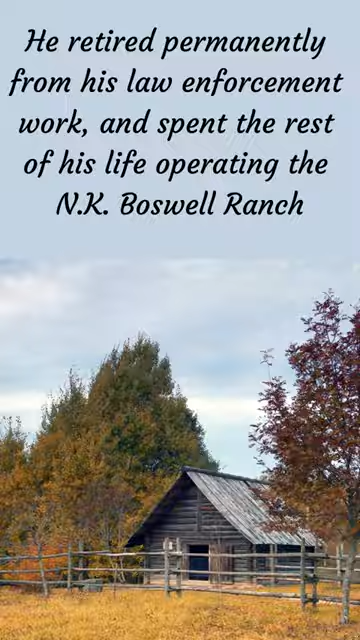 He retired permanently
from his law enforcement
work, and spent the rest
of his life operating the
N.K. Boswell Ranch